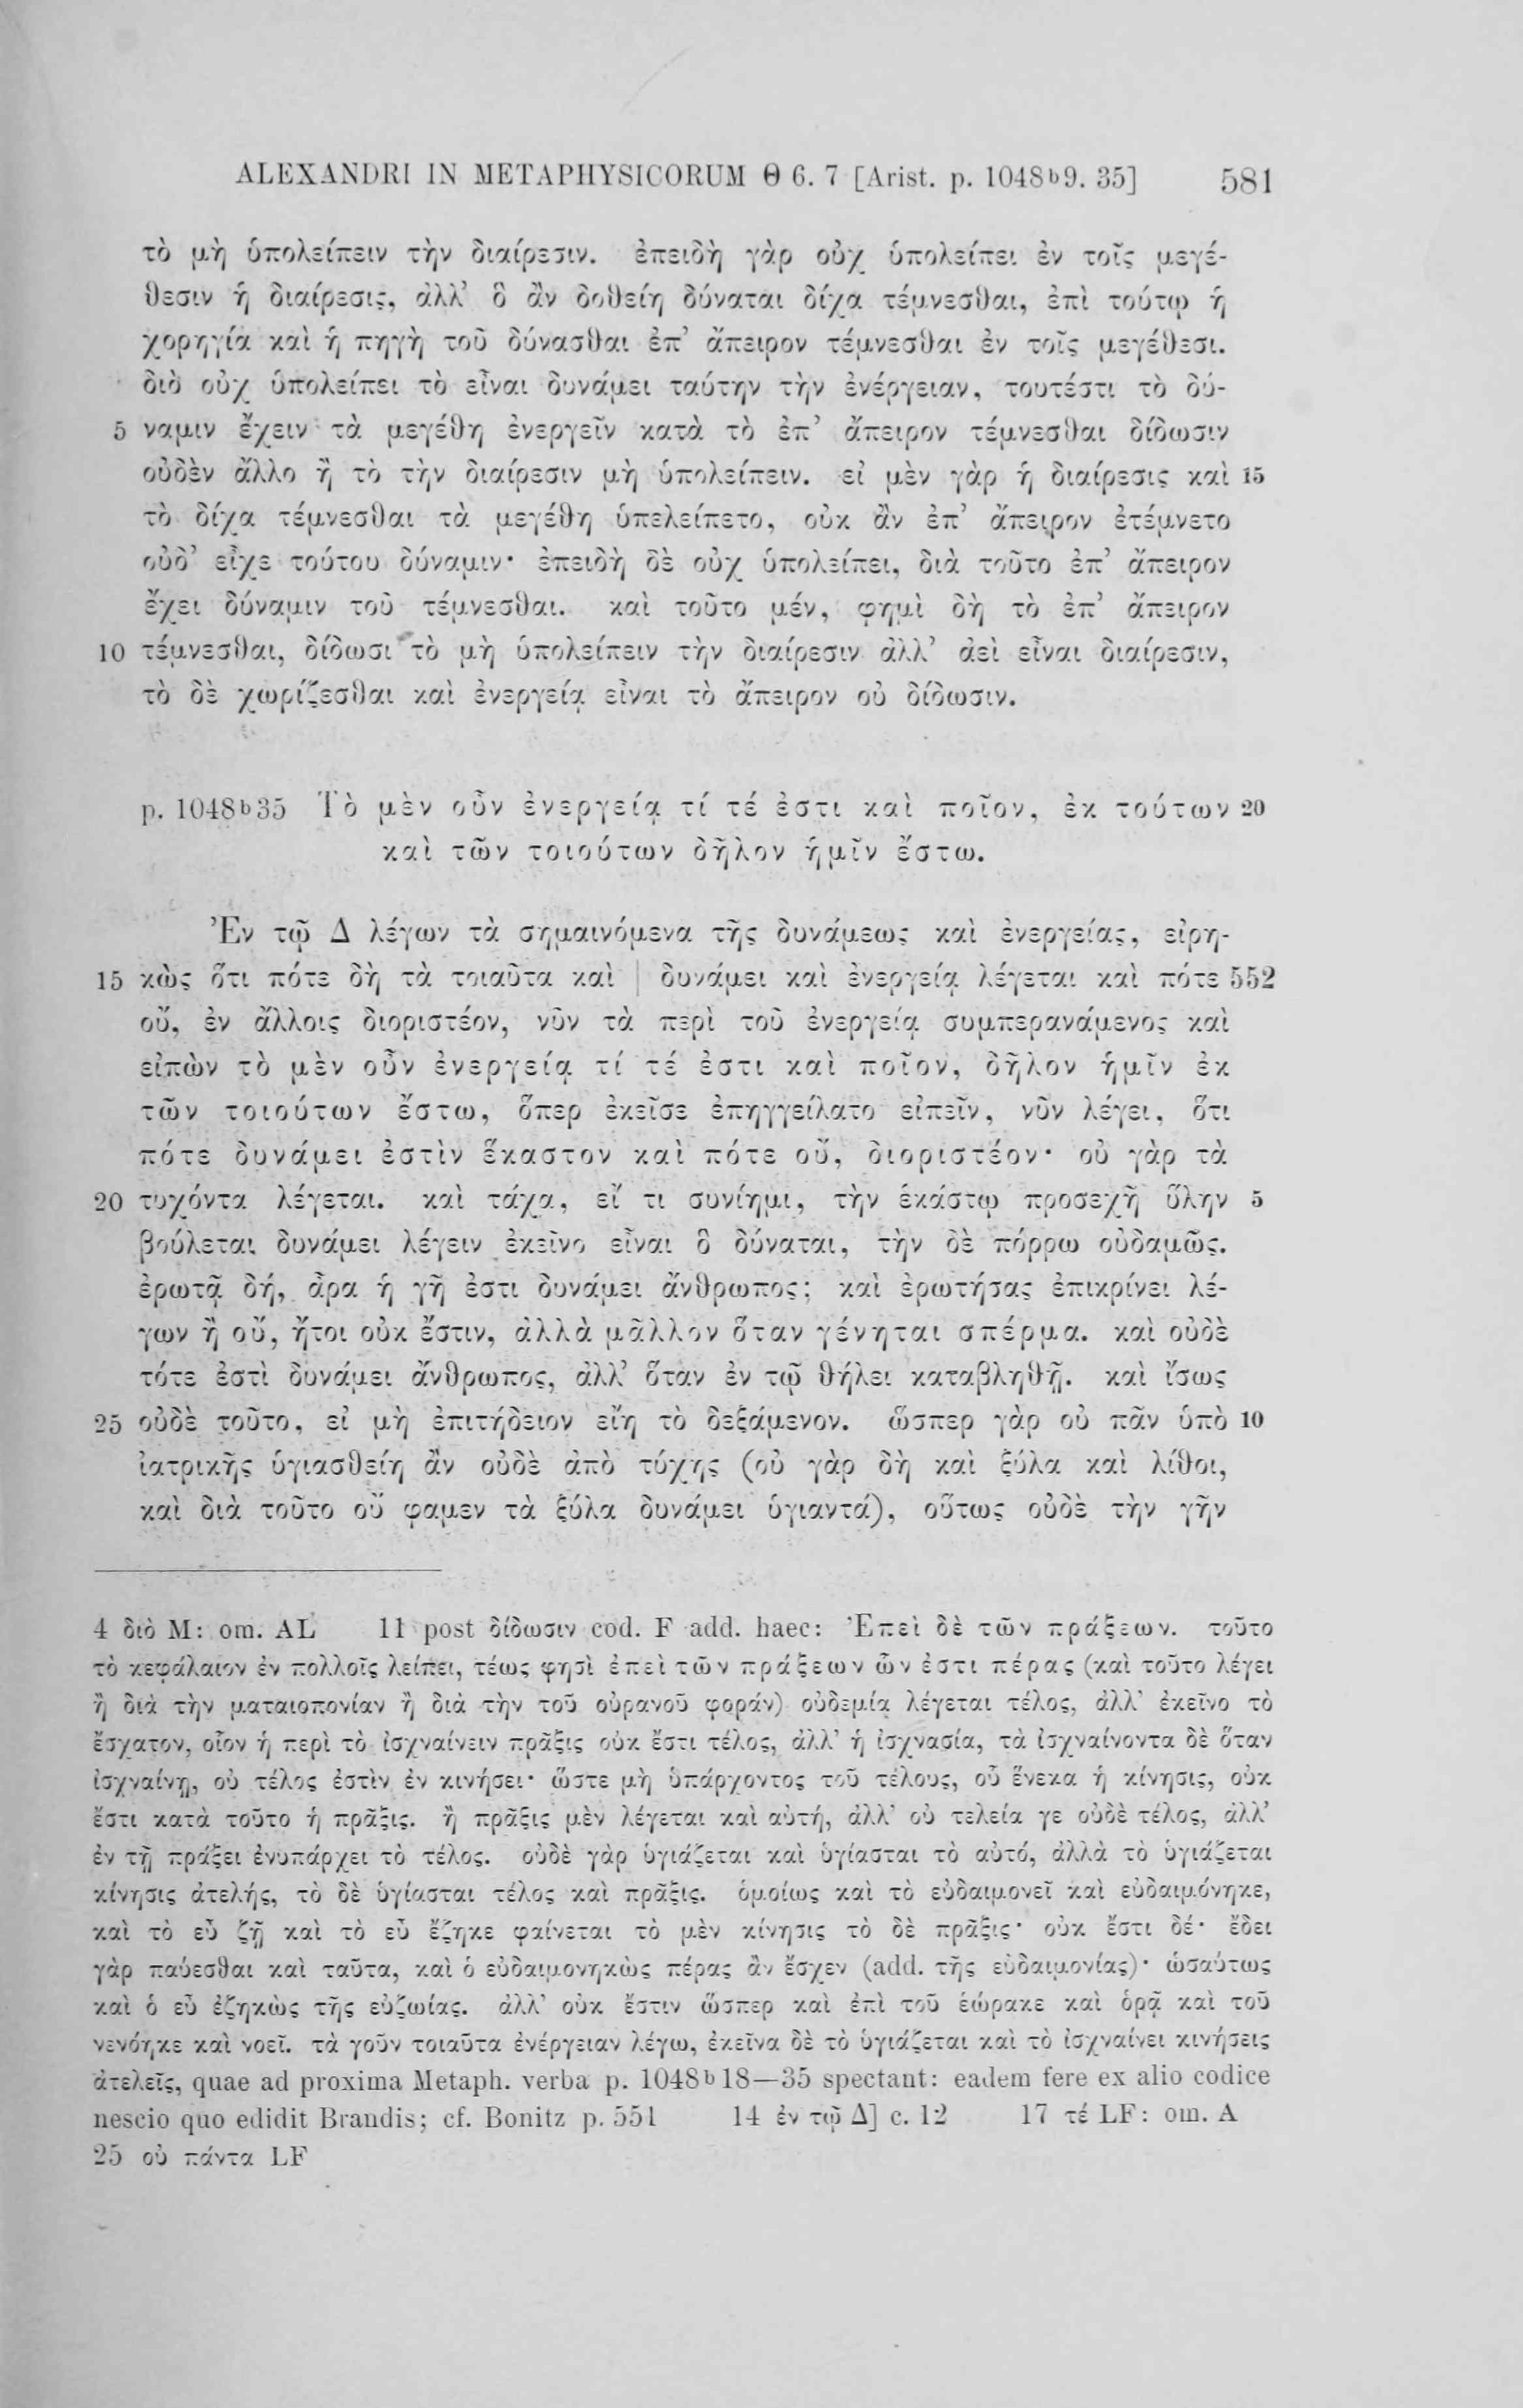 ALEXANDRI IN METAPHYSICORUM Θ 6. 7 [Arist. p. 1048ᵇ9. 35] 581
τὸ μὴ ὑπολείπειν τὴν διαίρεσιν. ἐπειδὴ γὰρ οὐχ ὑπολείπει ἐν τοῖς μεγέ-
θεσιν ἡ διαίρεσις, ἀλλ’ ὃ ἂν δοθείη δύναται δίχα τέμνεσθαι, ἐπὶ τούτῳ ἡ
χορηγία καὶ ἡ πηγὴ τοῦ δύνασθαι ἐπ’ ἄπειρον τέμνεσθαι ἐν τοῖς μεγέθεσι.
διὸ οὐχ ὑπολείπει τὸ εἶναι δυνάμει ταύτην τὴν ἐνέργειαν, τουτέστι τὸ δύ-
5 ναμιν ἔχειν τὰ μεγέθη ἐνεργεῖν κατὰ τὸ ἐπ’ ἄπειρον τέμνεσθαι δίδωσιν
οὐδὲν ἄλλο ἢ τὸ τὴν διαίρεσιν μὴ ὑπολείπειν. εἰ μὲν γὰρ ἡ διαίρεσις καὶ 15
τὸ δίχα τέμνεσθαι τὰ μεγέθη ὑπελείπετο, οὐκ ἂν ἐπ’ ἄπειρον ἐτέμνετο
οὐδ’ εἶχε τούτου δύναμιν· ἐπειδὴ δὲ οὐχ ὑπολείπει, διὰ τοῦτο ἐπ’ ἄπειρον
ἔχει δύναμιν τοῦ τέμνεσθαι. καὶ τοῦτο μέν, φημὶ δὴ τὸ ἐπ’ ἄπειρον
10 τέμνεσθαι, δίδωσι τὸ μὴ ὑπολείπειν τὴν διαίρεσιν ἀλλ’ ἀεὶ εἶναι διαίρεσιν,
τὸ δὲ χωρίζεσθαι καὶ ἐνεργείᾳ εἶναι τὸ ἄπειρον οὐ δίδωσιν.
p. 1048ᵇ35 Τὸ μὲν οὖν ἐνεργείᾳ τί τέ ἐστι καὶ ποῖον, ἐκ τούτων 20
καὶ τῶν τοιούτων δῆλον ἡμῖν ἔστω.
Ἐν τῷ Δ λέγων τὰ σημαινόμενα τῆς δυνάμεως καὶ ἐνεργείας, εἰρη-
15 κὼς ὅτι πότε δὴ τὰ τοιαῦτα καὶ | δυνάμει καὶ ἐνεργείᾳ λέγεται καὶ πότε 552
οὔ, ἐν ἄλλοις διοριστέον, νῦν τὰ περὶ τοῦ ἐνεργείᾳ συμπερανάμενος καὶ
εἰπὼν τὸ μὲν οὖν ἐνεργείᾳ τί τέ ἐστι καὶ ποῖον, δῆλον ἡμῖν ἐκ
τῶν τοιούτων ἔστω, ὅπερ ἐκεῖσε ἐπηγγείλατο εἰπεῖν, νῦν λέγει, ὅτι
πότε δυνάμει ἐστὶν ἕκαστον καὶ πότε οὔ, διοριστέον· οὐ γὰρ τὰ
20 τυχόντα λέγεται. καὶ τάχα, εἴ τι συνίημι, τὴν ἑκάστῳ προσεχῆ ὕλην 5
βούλεται δυνάμει λέγειν ἐκεῖνο εἶναι ὃ δύναται, τὴν δὲ πόρρω οὐδαμῶς.
ἐρωτᾷ δή, ἆρα ἡ γῆ ἐστι δυνάμει ἄνθρωπος; καὶ ἐρωτήσας ἐπικρίνει λέ-
γων ἢ οὔ, ἤτοι οὐκ ἔστιν, ἀλλὰ μᾶλλον ὅταν γένηται σπέρμα. καὶ οὐδὲ
τότε ἐστὶ δυνάμει ἄνθρωπος, ἀλλ’ ὅταν ἐν τῷ θήλει καταβληθῇ. καὶ ἴσως
25 οὐδὲ τοῦτο, εἰ μὴ ἐπιτήδειον εἴη τὸ δεξάμενον. ὥσπερ γὰρ οὐ πᾶν ὑπὸ 10
ἰατρικῆς ὑγιασθείη ἂν οὐδὲ ἀπὸ τύχης (οὐ γὰρ δὴ καὶ ξύλα καὶ λίθοι,
καὶ διὰ τοῦτο οὔ φαμεν τὰ ξύλα δυνάμει ὑγιαντά), οὕτως οὐδὲ τὴν γῆν
4 διὸ M: om. AL 11 post δίδωσιν cod. F add. haec: Ἐπεὶ δὲ τῶν πράξεων. τοῦτο
τὸ κεφάλαιον ἐν πολλοῖς λείπει, τέως φησὶ ἐπεὶ τῶν πράξεων ὧν ἐστι πέρας (καὶ τοῦτο λέγει
ἢ διὰ τὴν ματαιοπονίαν ἢ διὰ τὴν τοῦ οὐρανοῦ φοράν) οὐδεμία λέγεται τέλος, ἀλλ’ ἐκεῖνο τὸ
ἔσχατον, οἷον ἡ περὶ τὸ ἰσχναίνειν πρᾶξις οὐκ ἔστι τέλος, ἀλλ’ ἡ ἰσχνασία, τὰ ἰσχναίνοντα δὲ ὅταν
ἰσχναίνῃ, οὐ τέλος ἐστὶν ἐν κινήσει· ὥστε μὴ ὑπάρχοντος τοῦ τέλους, οὗ ἕνεκα ἡ κίνησις, οὐκ
ἔστι κατὰ τοῦτο ἡ πρᾶξις. ἢ πρᾶξις μὲν λέγεται καὶ αὐτή, ἀλλ’ οὐ τελεία γε οὐδὲ τέλος, ἀλλ’
ἐν τῇ πράξει ἐνυπάρχει τὸ τέλος. οὐδὲ γὰρ ὑγιάζεται καὶ ὑγίασται τὸ αὐτό, ἀλλὰ τὸ ὑγιάζεται
κίνησις ἀτελής, τὸ δὲ ὑγίασται τέλος καὶ πρᾶξις. ὁμοίως καὶ τὸ εὐδαιμονεῖ καὶ εὐδαιμόνηκε,
καὶ τὸ εὖ ζῇ καὶ τὸ εὖ ἔζηκε φαίνεται τὸ μὲν κίνησις τὸ δὲ πρᾶξις· οὐκ ἔστι δέ· ἔδει
γὰρ παύεσθαι καὶ ταῦτα, καὶ ὁ εὐδαιμονηκὼς πέρας ἂν ἔσχεν (add. τῆς εὐδαιμονίας)· ὡσαύτως
καὶ ὁ εὖ ἐζηκὼς τῆς εὐζωίας. ἀλλ’ οὐκ ἔστιν ὥσπερ καὶ ἐπὶ τοῦ ἑώρακε καὶ ὁρᾷ καὶ τοῦ
νενόηκε καὶ νοεῖ. τὰ γοῦν τοιαῦτα ἐνέργειαν λέγω, ἐκεῖνα δὲ τὸ ὑγιάζεται καὶ τὸ ἰσχναίνει κινήσεις
ἀτελεῖς, quae ad proxima Metaph. verba p. 1048ᵇ18—35 spectant: eadem fere ex alio codice
nescio quo edidit Brandis; cf. Bonitz p. 551 14 ἐν τῷ Δ] c. 12 17 τέ LF: om. A
25 οὐ πάντα LF